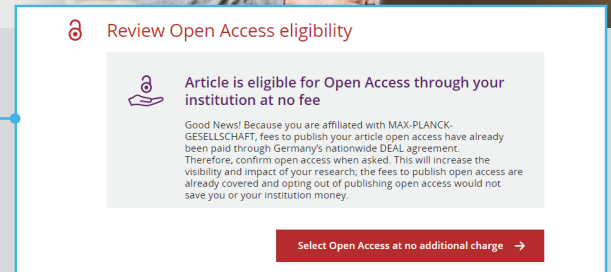 Review Open Access eligibility
Article is eligible for Open Access through your
institution at no fee
Good News! Because you are affiliated with MAX-PLANCK-
GESELLSCHAFT, fees to publish your article open access have already
been paid through Germany's nationwide DEAL agreement.
Therefore, confirm open access when asked. This will increase the
visibility and impact of your research; the fees to publish open access are
already covered and opting out of publishing open access would not
save you or your institution money.
Select Open Access at no additional charge →